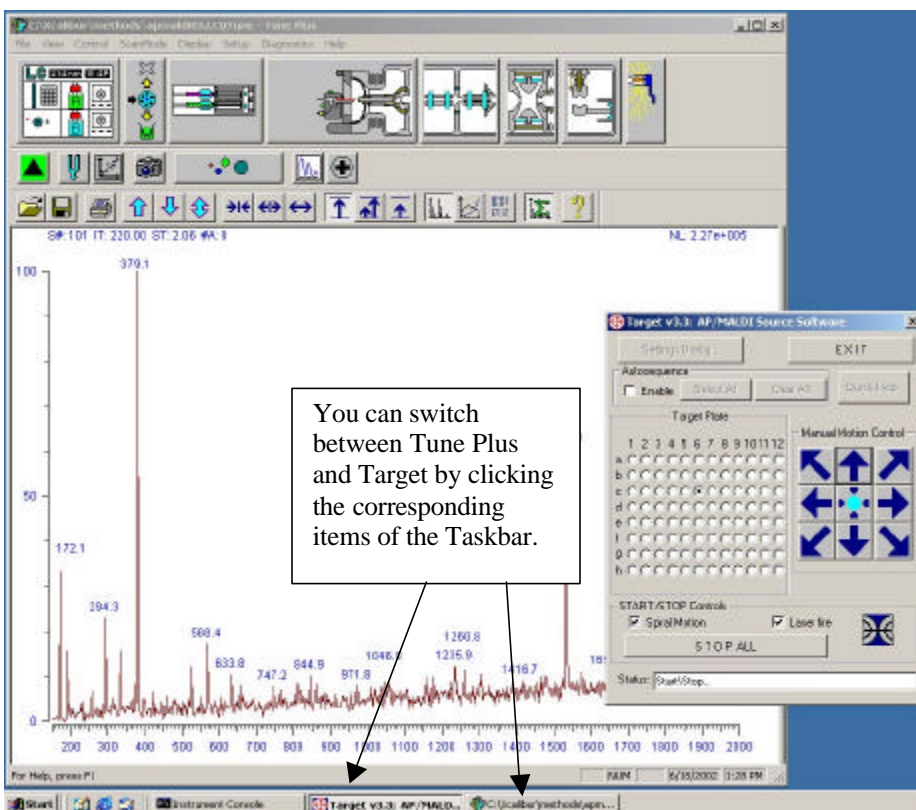 Tune Plus
File View Control ScanMode Display Setup Diagnostics Help
S#:101 IT: 220.00 ST: 2.06 #A:
NL: 2.27e+005
100
379.1
50
172.1
294.3
568.4
633.8
747.2
844.9
971.8
1235.9
1260.8
1416.7
0
200 300 400 500 600 700 800 900 1000 1100 1200 1300 1400 1500 1600 1700 1800 1900 2000
For Help, press F1
NUM
6/18/2002
1:28 PM
You can switch
between Tune Plus
and Target by clicking
the corresponding
items of the Taskbar.
Target v3.3: AP/MALDI Source Software
EXIT
Autosequence
Enable
Select All
Clear All
Target Plate
Manual Motion Control
1 2 3 4 5 6 7 8 9 10 11 12
a
b
c
d
e
f
g
h
START/STOP Controls
Spiral Motion
Laser fire
STOP ALL
Status: Start\Stop..
Start
Instrument Console
Target v3.3: AP/MALD...
C:\Xcalibur\methods\apm...